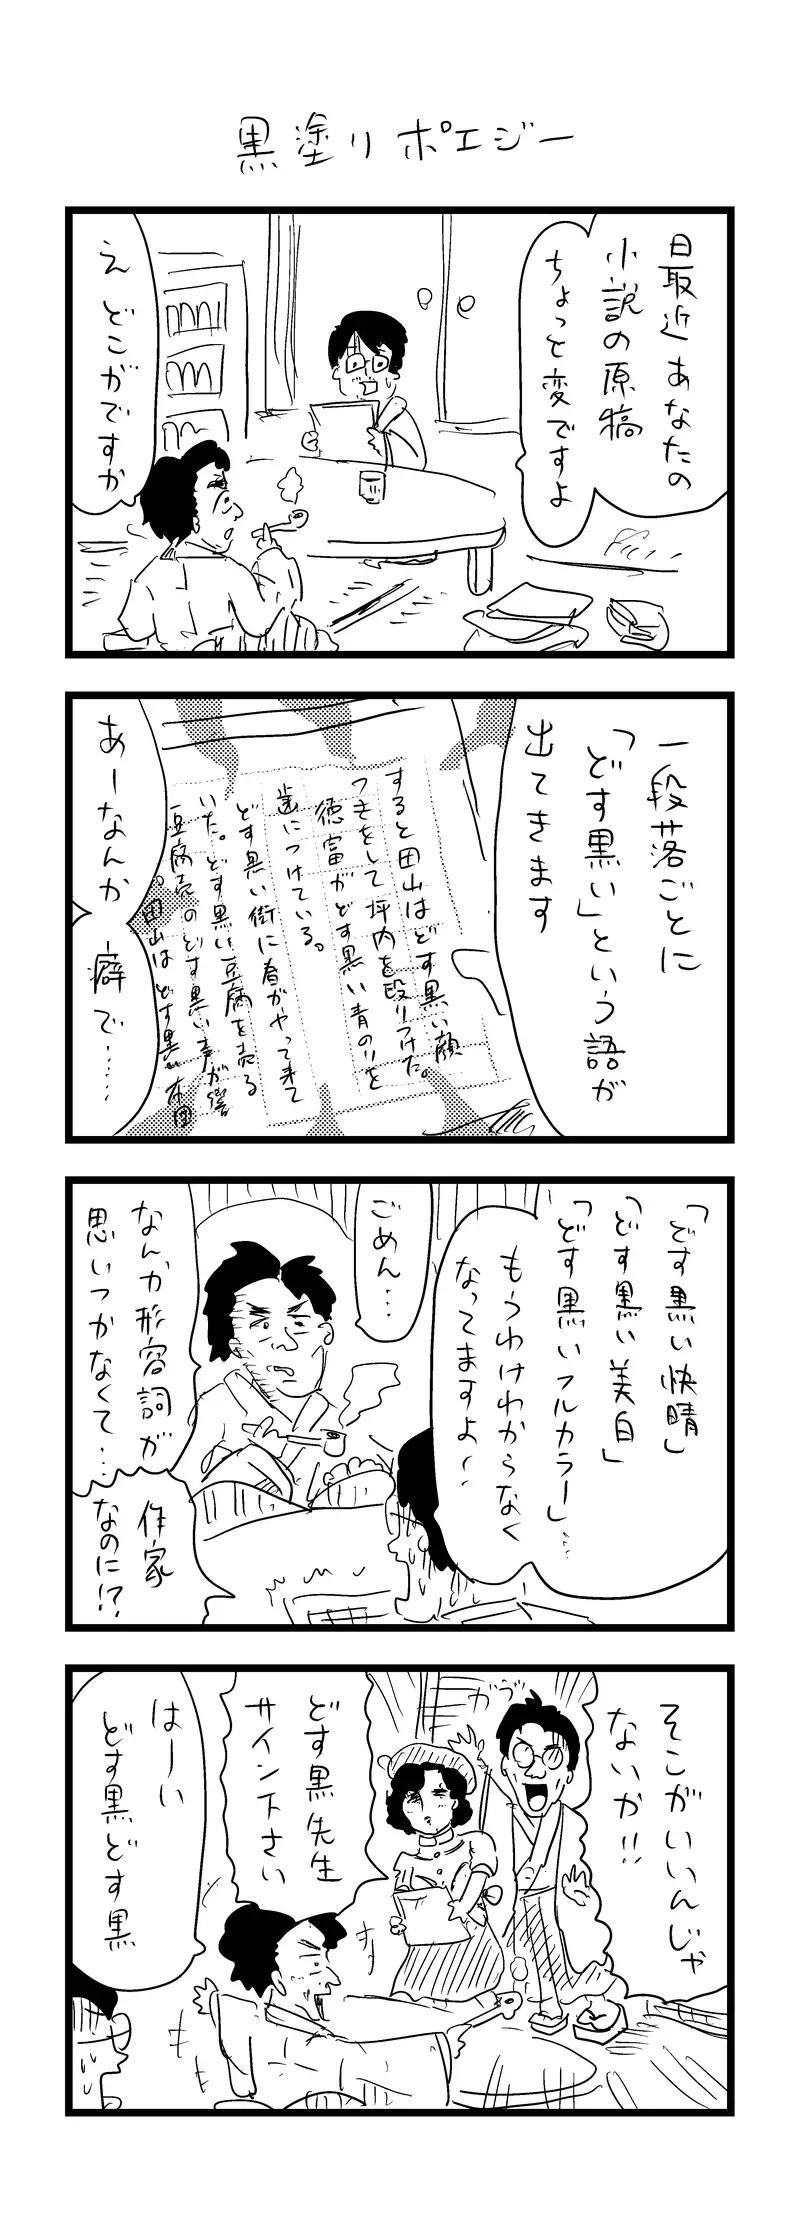 黒塗りポエジー
最近あなたの
小説の原稿
ちょっと変ですよ
え どこがですか
一段落ごとに
「どす黒い」という語が
出てきます
すると田山はどす黒い顔
つきをして坪内を殴りつけた。
徳富がどす黒い青のりを
歯につけている。
どす黒い街に春がやって来て
いた。どす黒い豆腐を売る
豆腐売のどす黒い声が響
田山はどす黒い布団
あーなんか 癖で……
「どす黒い快晴」
「どす黒い美白」
「どす黒いフルカラー」…
もうわけわからなく
なってますよ!
ごめん…
なんか形容詞が
思いつかなくて…
作家
なのに!?
そこがいいんじゃ
ないか!!
どす黒先生
サイン下さい
はーい
どす黒どす黒